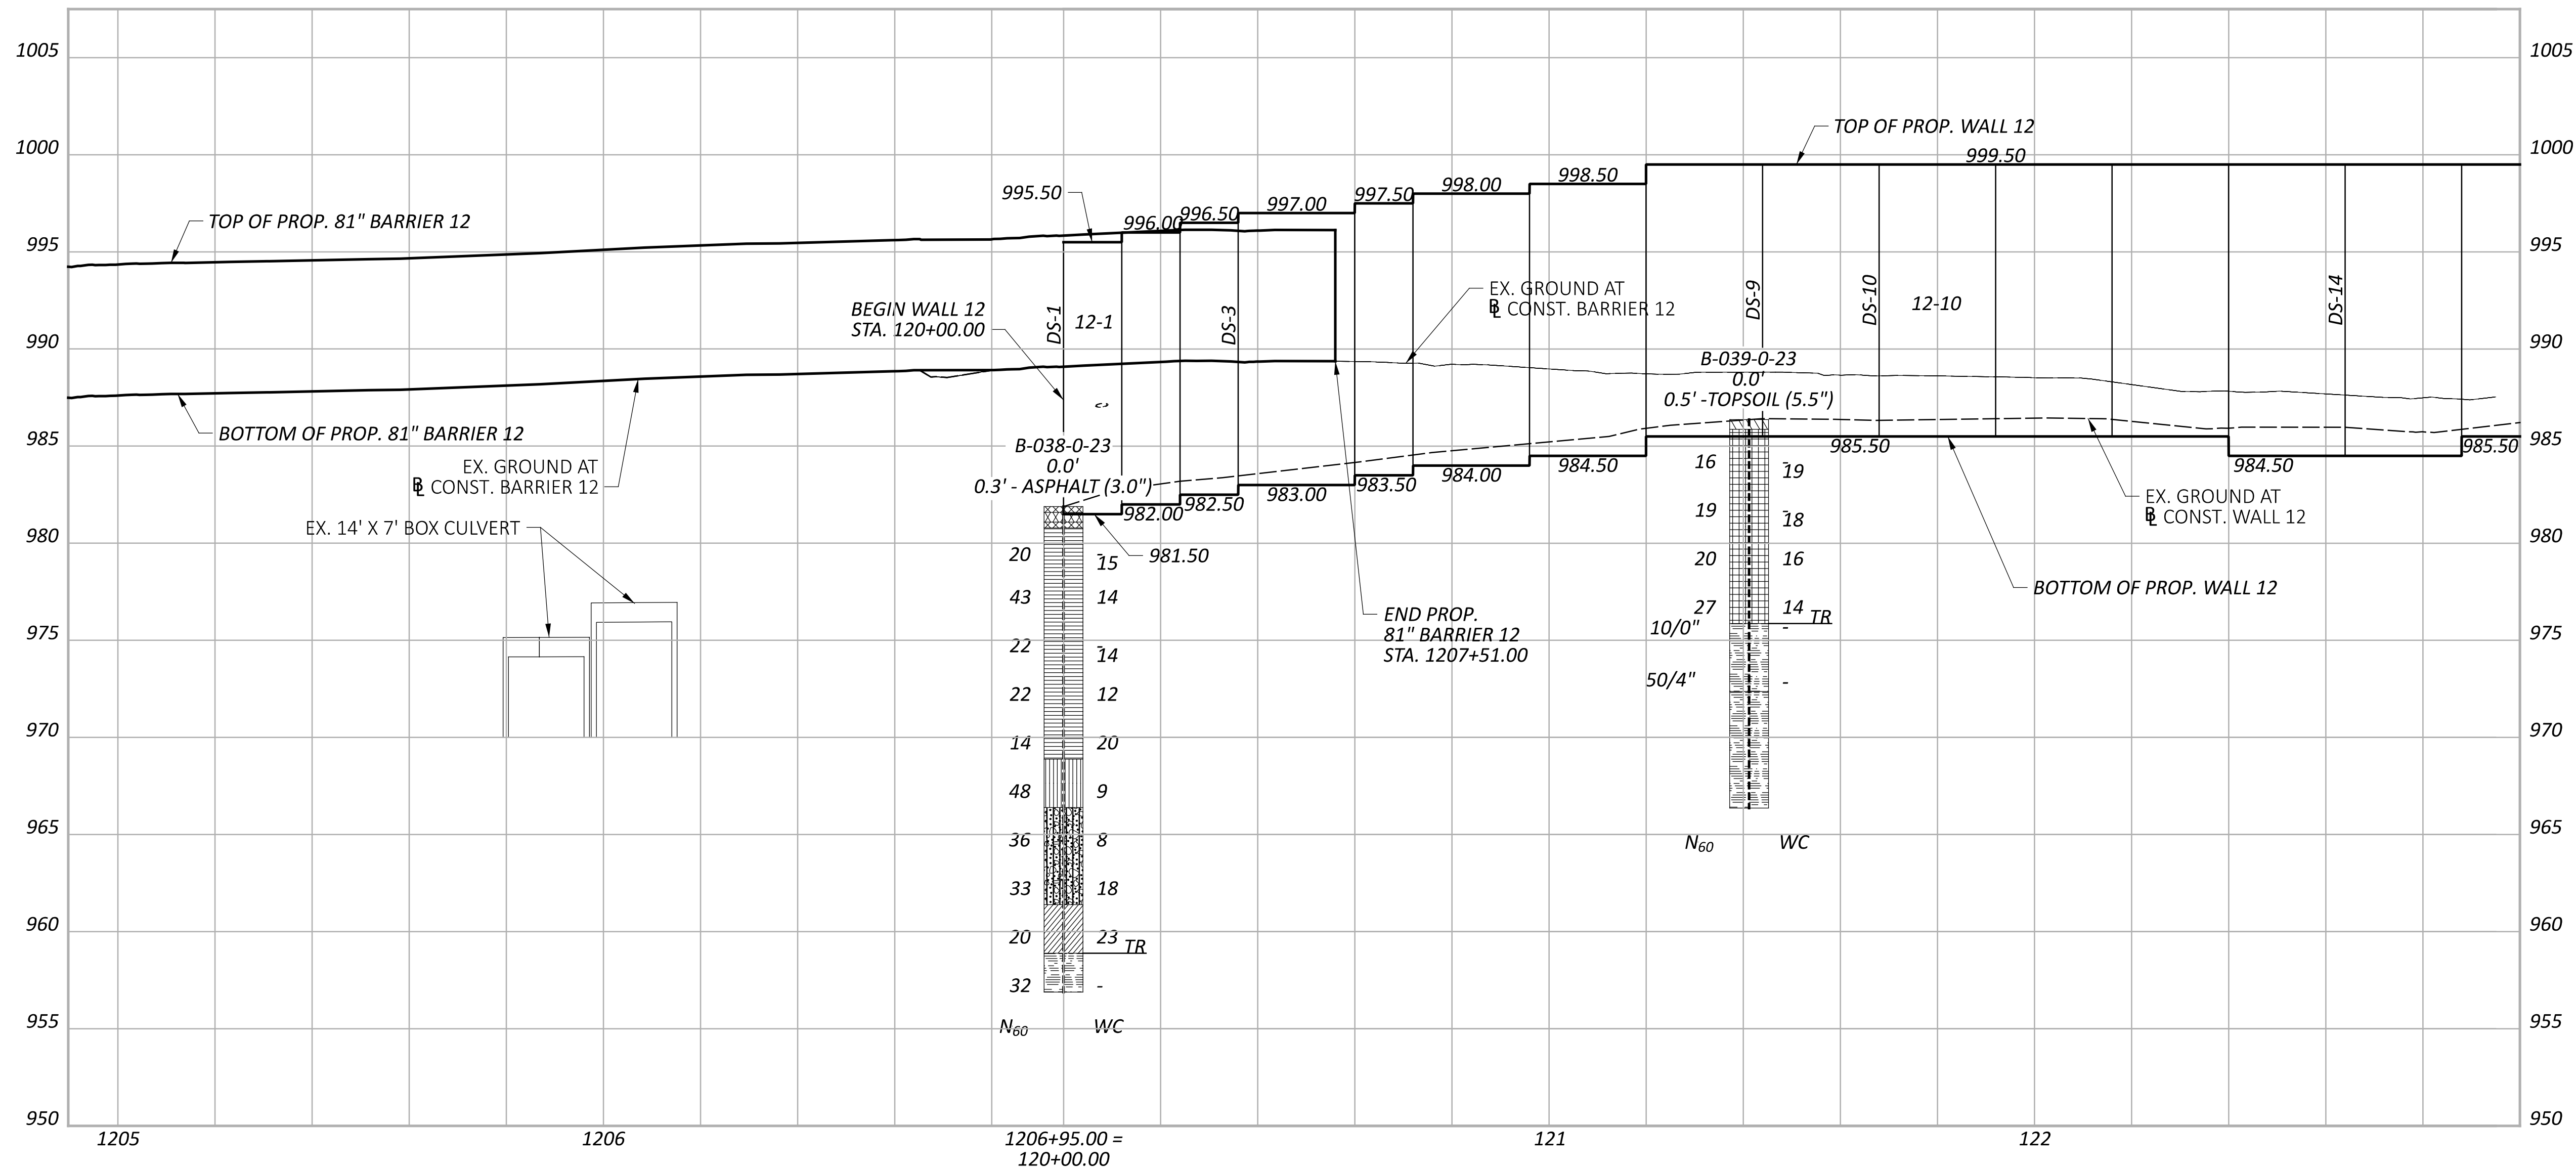 1005
1005
1000
1000
TOP OF PROP. WALL 12
999.50
998.50
998.00
997.50
997.00
996.50
996.00
995.50
TOP OF PROP. 81" BARRIER 12
995
995
BEGIN WALL 12
STA. 120+00.00
DS-1
12-1
DS-3
EX. GROUND AT
BL CONST. BARRIER 12
DS-9
DS-10
12-10
DS-14
990
990
B-039-0-23
0.0'
0.5' -TOPSOIL (5.5")
BOTTOM OF PROP. 81" BARRIER 12
985
985
B-038-0-23
0.0'
0.3' - ASPHALT (3.0")
EX. GROUND AT
BL CONST. BARRIER 12
981.50
982.00
982.50
983.00
983.50
984.00
984.50
985.50
984.50
985.50
EX. GROUND AT
BL CONST. WALL 12
EX. 14' X 7' BOX CULVERT
980
980
BOTTOM OF PROP. WALL 12
END PROP.
81" BARRIER 12
STA. 1207+51.00
20 -
15
43 14
22 -
14
22 12
14 20
48 9
36 8
33 18
20 23 TR
32 -
N60 WC
16 -
19
19 -
18
20 16
27 14 TR
10/0" -
50/4" -
N60 WC
975
975
970
970
965
965
960
960
955
955
950
950
1205
1206
1206+95.00 =
120+00.00
121
122